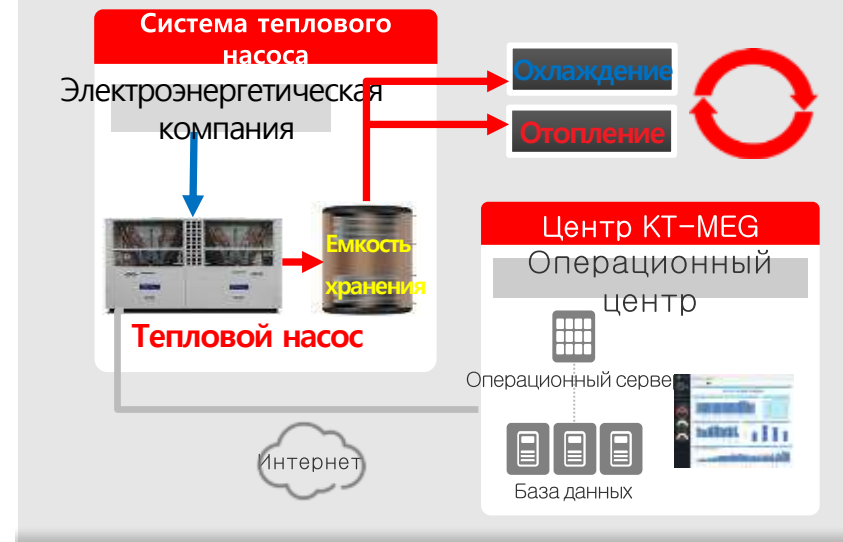 Система теплового
насоса
Электроэнергетическая
компания
Охлаждение
Отопление
Емкость
хранения
Тепловой насос
Центр KT-MEG
Операционный
центр
Операционный серве
База данных
Интернет